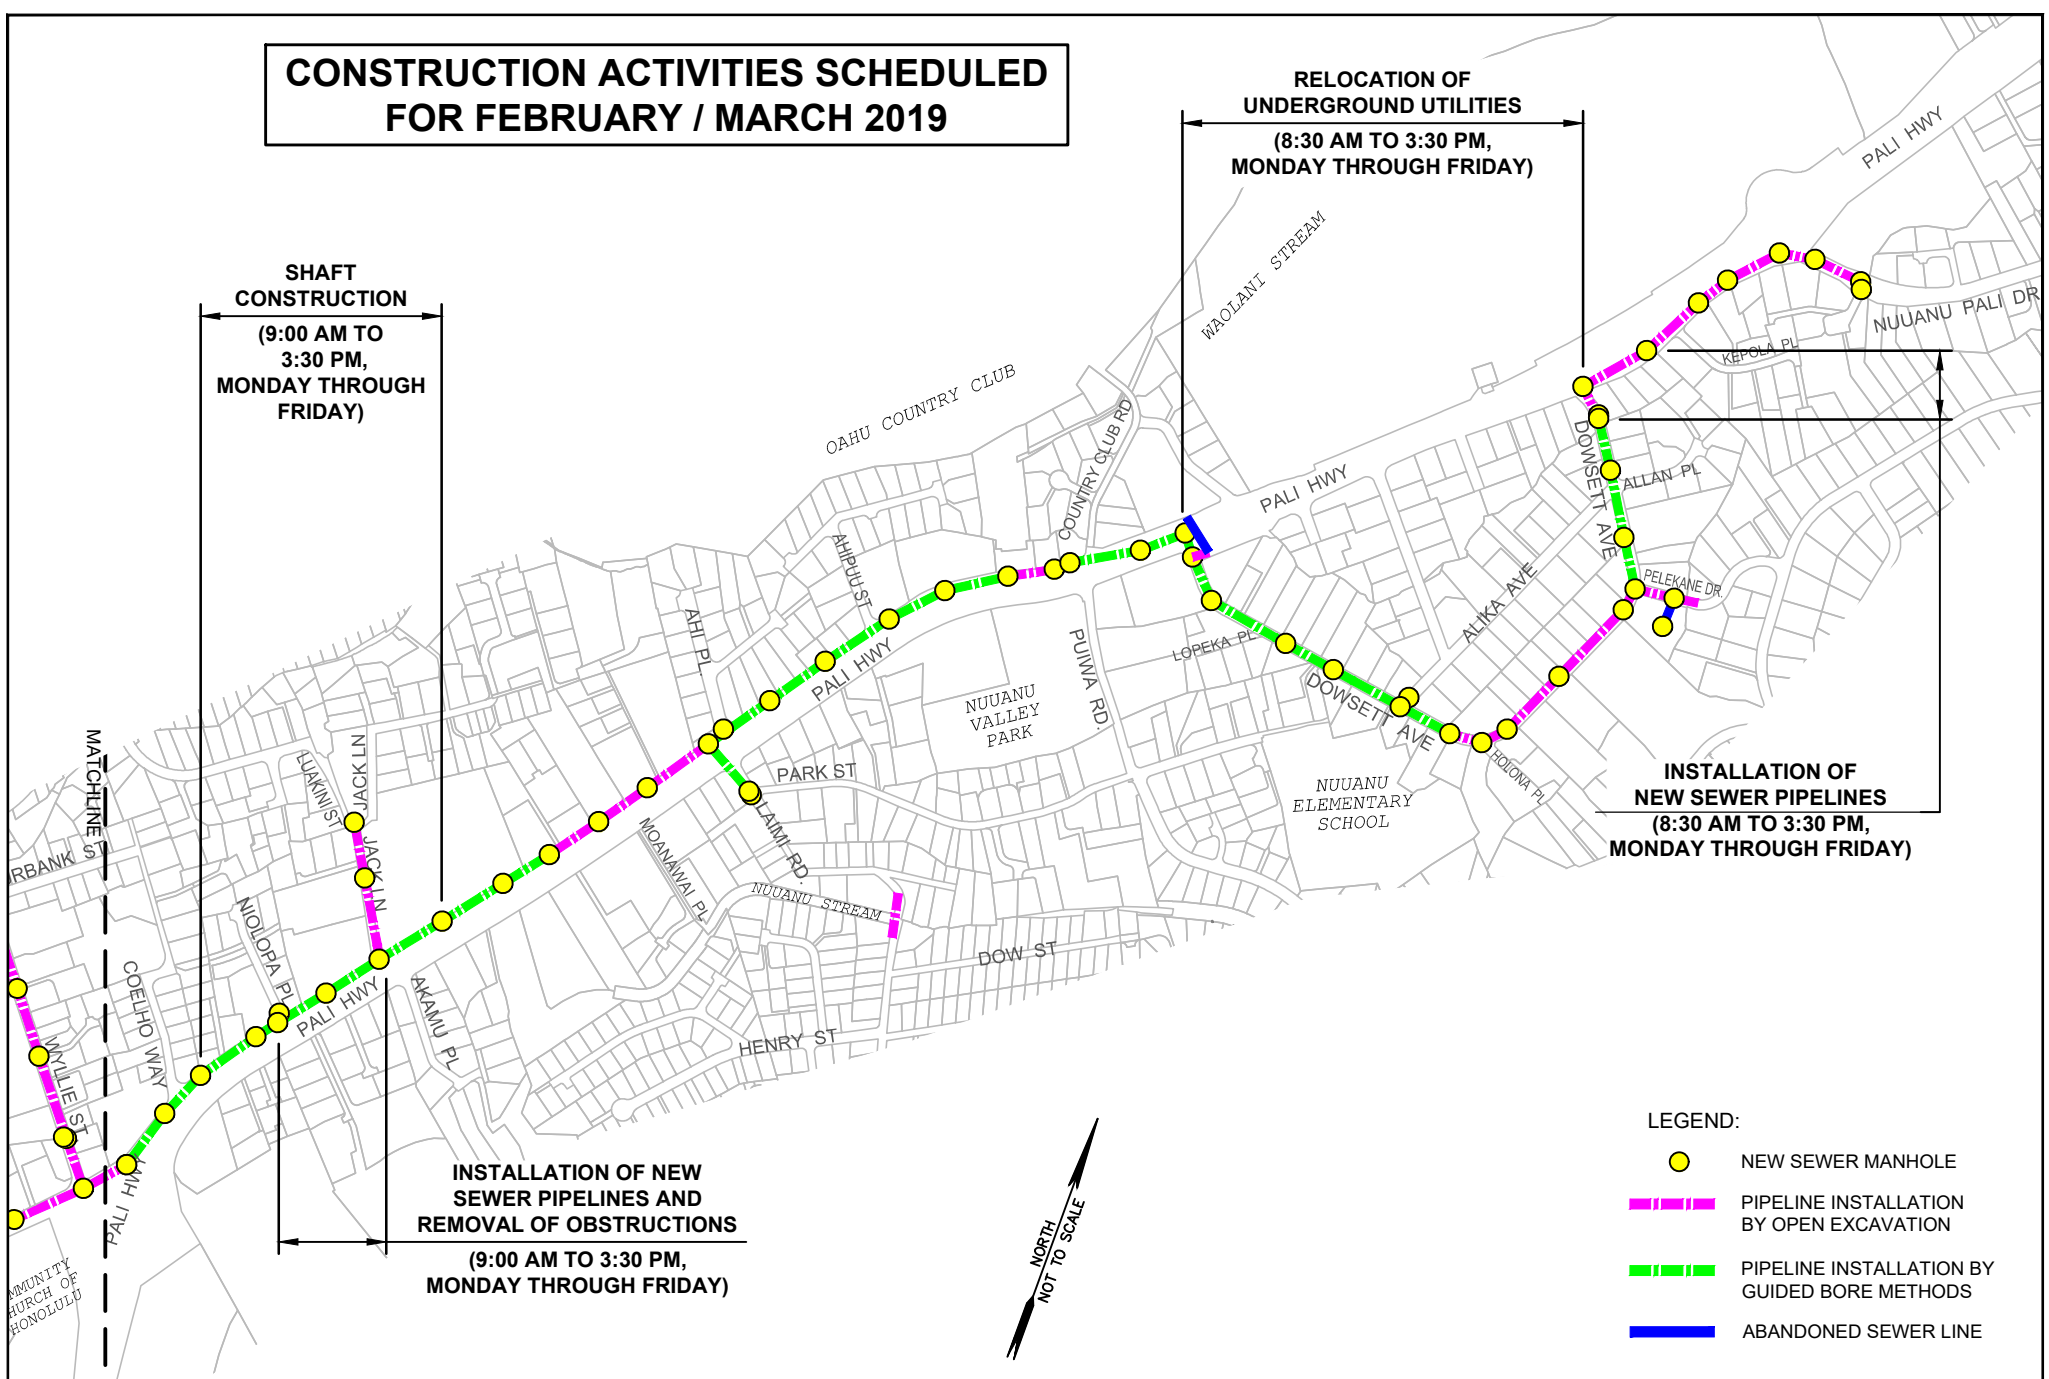 CONSTRUCTION ACTIVITIES SCHEDULED
FOR FEBRUARY / MARCH 2019
RELOCATION OF
UNDERGROUND UTILITIES
(8:30 AM TO 3:30 PM,
MONDAY THROUGH FRIDAY)
SHAFT
CONSTRUCTION
(9:00 AM TO
3:30 PM,
MONDAY THROUGH
FRIDAY)
PALI HWY
WAOLANI STREAM
NUUANU PALI DR
KEPOLA PL
OAHU COUNTRY CLUB
COUNTRY CLUB RD
PALI HWY
DOWSETT AVE
ALLAN PL
AHIPUU ST
PELEKANE DR.
ALIKA AVE
AHI PL.
PALI HWY
PUIWA RD.
LOPEKA PL
DOWSETT AVE
NUUANU
VALLEY
PARK
HOLONA PL
MATCHLINE
JACK LN
LUAKINI ST
JACK LN
PARK ST
NUUANU
ELEMENTARY
SCHOOL
INSTALLATION OF
NEW SEWER PIPELINES
(8:30 AM TO 3:30 PM,
MONDAY THROUGH FRIDAY)
RBANK ST
MOANAWAI PL.
LAIMI RD.
NUUANU STREAM
NIOLOPA PL
DOW ST
COELHO WAY
PALI HWY
AKAMU PL
HENRY ST
WYLLIE ST
PALI HWY
INSTALLATION OF NEW
SEWER PIPELINES AND
REMOVAL OF OBSTRUCTIONS
(9:00 AM TO 3:30 PM,
MONDAY THROUGH FRIDAY)
MMUNITY
HURCH OF
HONOLULU
NORTH
NOT TO SCALE
LEGEND:
NEW SEWER MANHOLE
PIPELINE INSTALLATION
BY OPEN EXCAVATION
PIPELINE INSTALLATION BY
GUIDED BORE METHODS
ABANDONED SEWER LINE